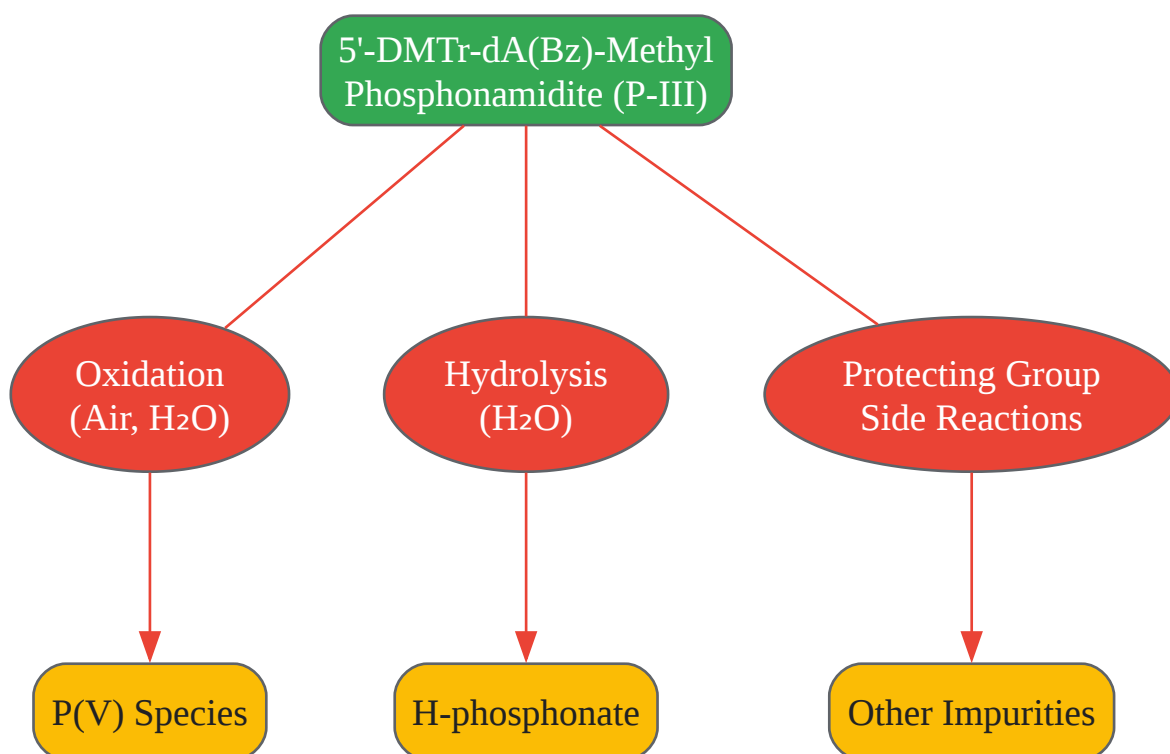 5'-DMTr-dA(Bz)-Methyl
Phosphonamidite (P-III)
Oxidation
(Air, H₂O)
Hydrolysis
(H₂O)
Protecting Group
Side Reactions
P(V) Species
H-phosphonate
Other Impurities